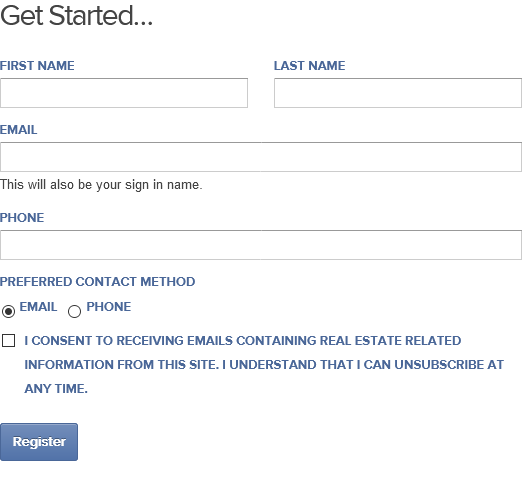 Get Started...
FIRST NAME
LAST NAME
EMAIL
This will also be your sign in name.
PHONE
PREFERRED CONTACT METHOD
EMAIL PHONE
I CONSENT TO RECEIVING EMAILS CONTAINING REAL ESTATE RELATED
INFORMATION FROM THIS SITE. I UNDERSTAND THAT I CAN UNSUBSCRIBE AT
ANY TIME.
Register